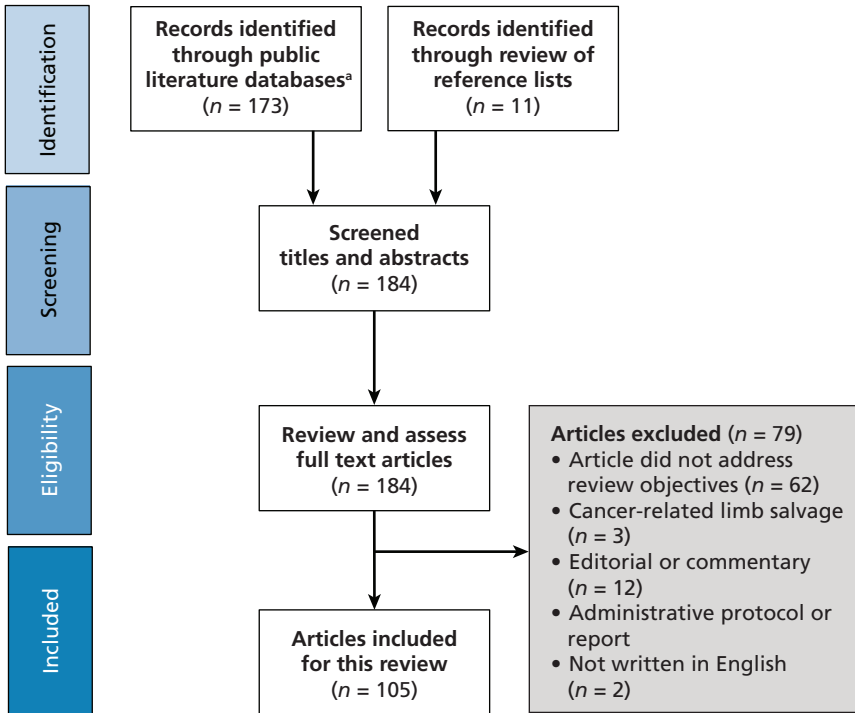 Identification
Records identified
through public
literature databasesᵃ
(n = 173)
Records identified
through review of
reference lists
(n = 11)
Screening
Screened
titles and abstracts
(n = 184)
Eligibility
Review and assess
full text articles
(n = 184)
Articles excluded (n = 79)
• Article did not address
review objectives (n = 62)
• Cancer-related limb salvage
(n = 3)
• Editorial or commentary
(n = 12)
• Administrative protocol or
report
• Not written in English
(n = 2)
Included
Articles included
for this review
(n = 105)